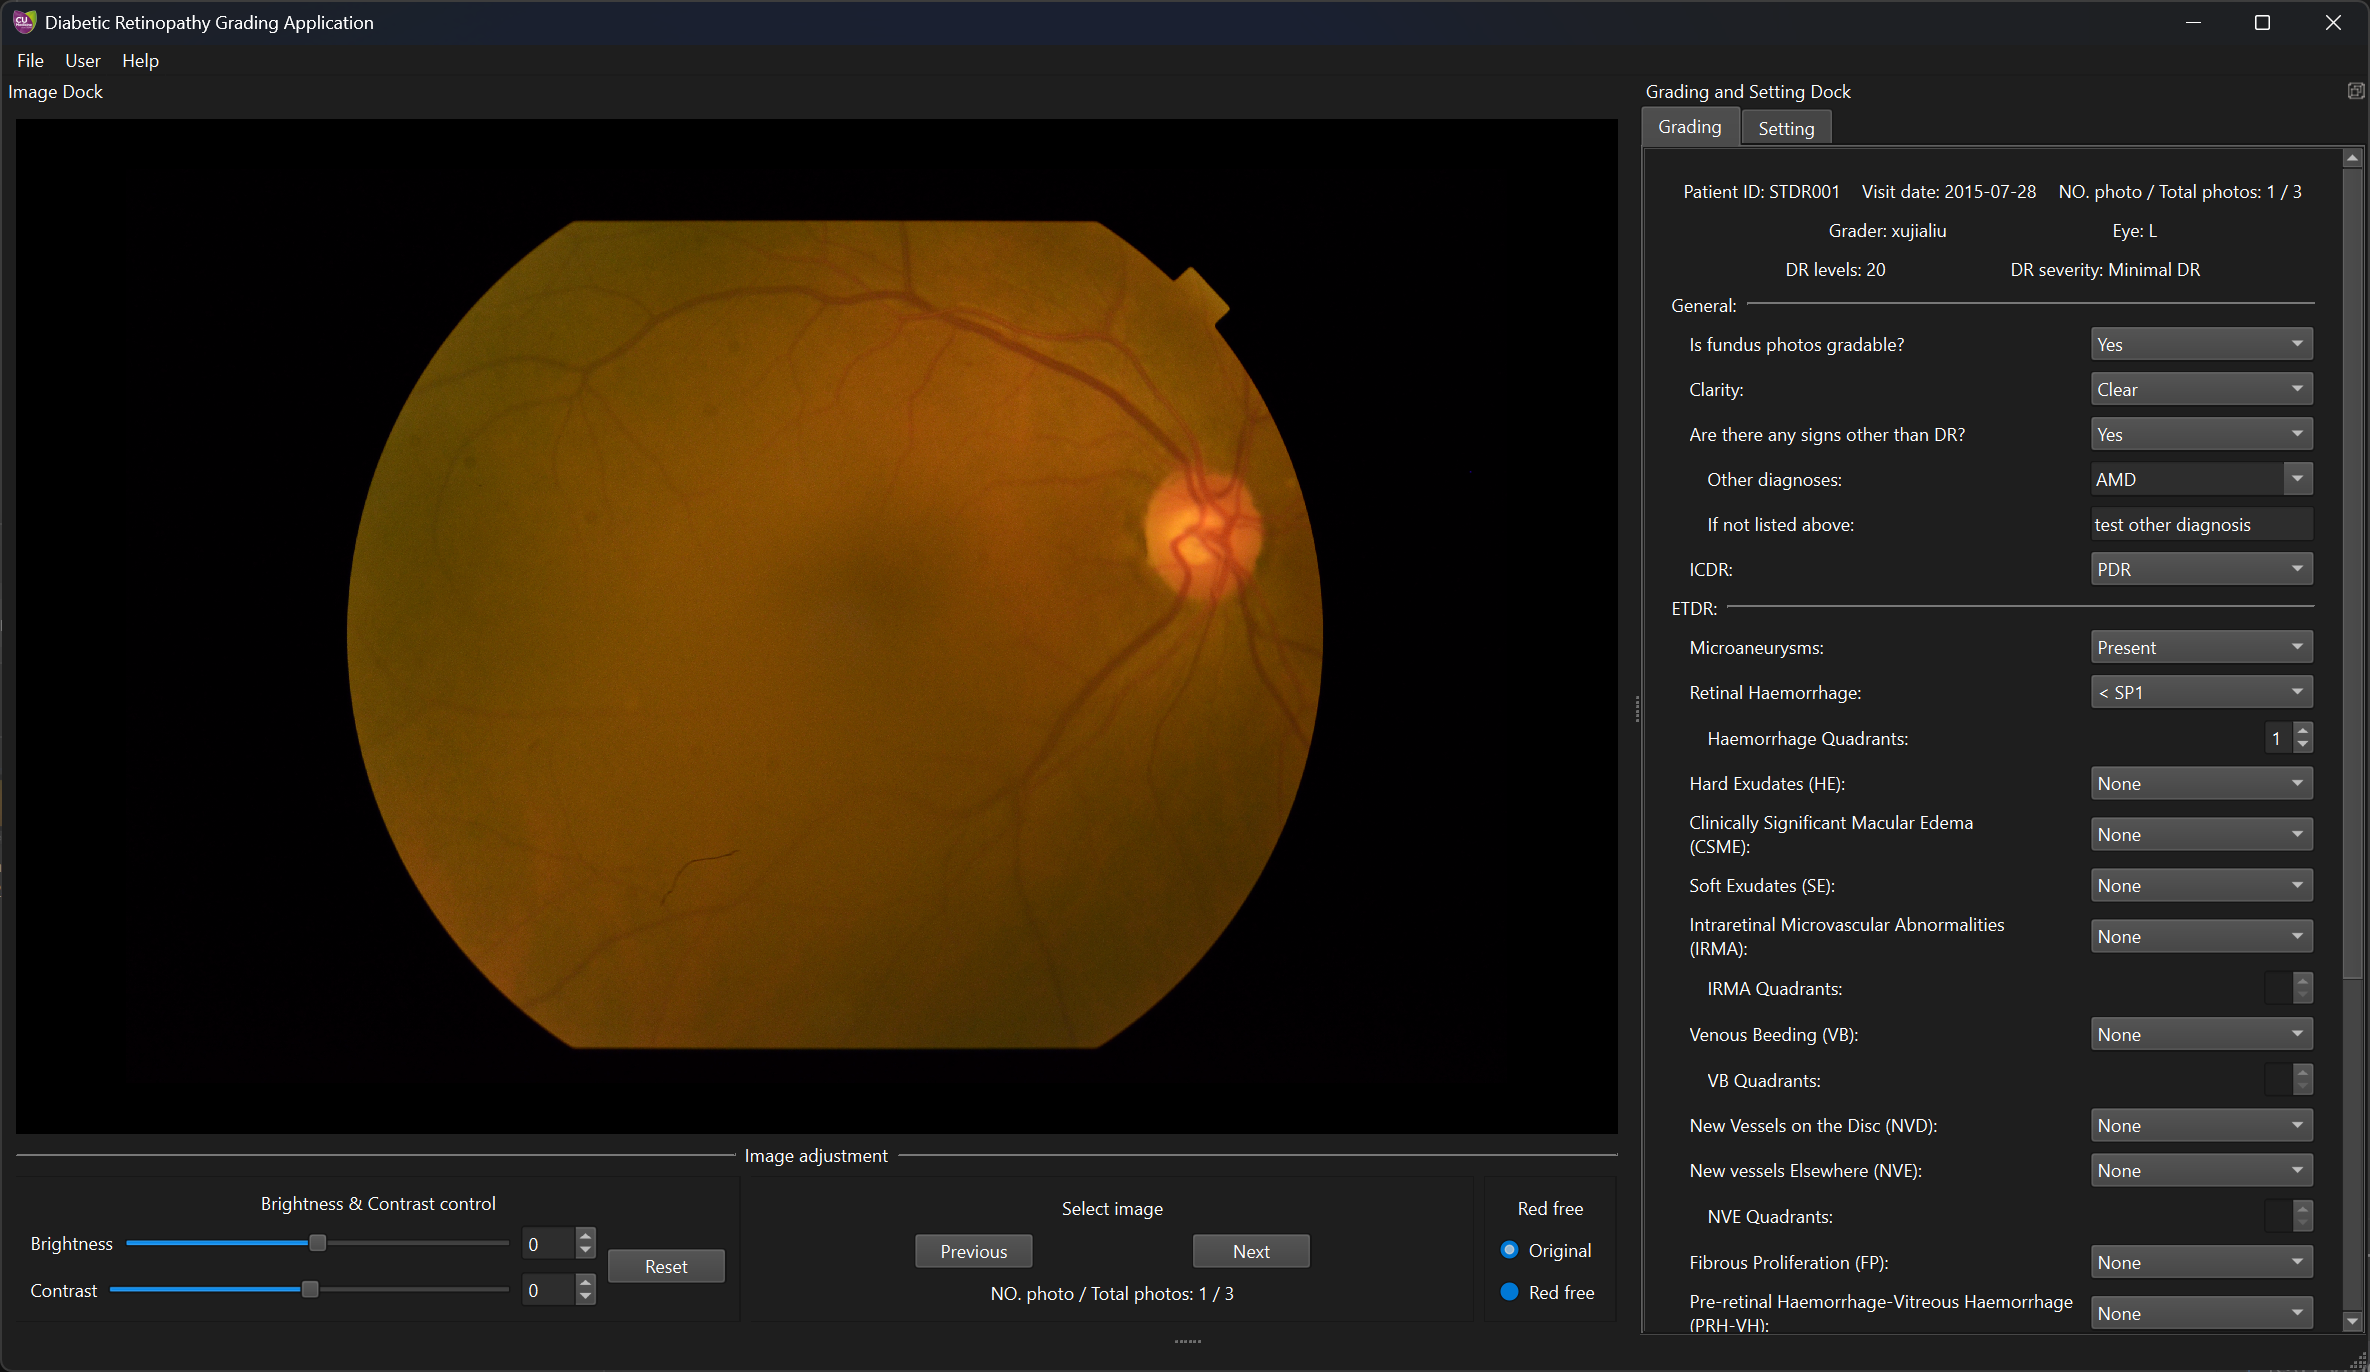 Diabetic Retinopathy Grading Application
File User Help
Image Dock
Grading and Setting Dock
Grading Setting
Patient ID: STDR001 Visit date: 2015-07-28 NO. photo / Total photos: 1 / 3
Grader: xujialiu Eye: L
DR levels: 20 DR severity: Minimal DR
General:
Is fundus photos gradable? Yes
Clarity: Clear
Are there any signs other than DR? Yes
Other diagnoses: AMD
If not listed above: test other diagnosis
ICDR: PDR
ETDR:
Microaneurysms: Present
Retinal Haemorrhage: < SP1
Haemorrhage Quadrants: 1
Hard Exudates (HE): None
Clinically Significant Macular Edema
(CSME): None
Soft Exudates (SE): None
Intraretinal Microvascular Abnormalities
(IRMA): None
IRMA Quadrants:
Venous Beeding (VB): None
VB Quadrants:
New Vessels on the Disc (NVD): None
New vessels Elsewhere (NVE): None
NVE Quadrants:
Fibrous Proliferation (FP): None
Pre-retinal Haemorrhage-Vitreous Haemorrhage
(PRH-VH): None
Image adjustment
Brightness & Contrast control
Brightness 0
Contrast 0
Reset
Select image
Previous Next
NO. photo / Total photos: 1 / 3
Red free
Original
Red free